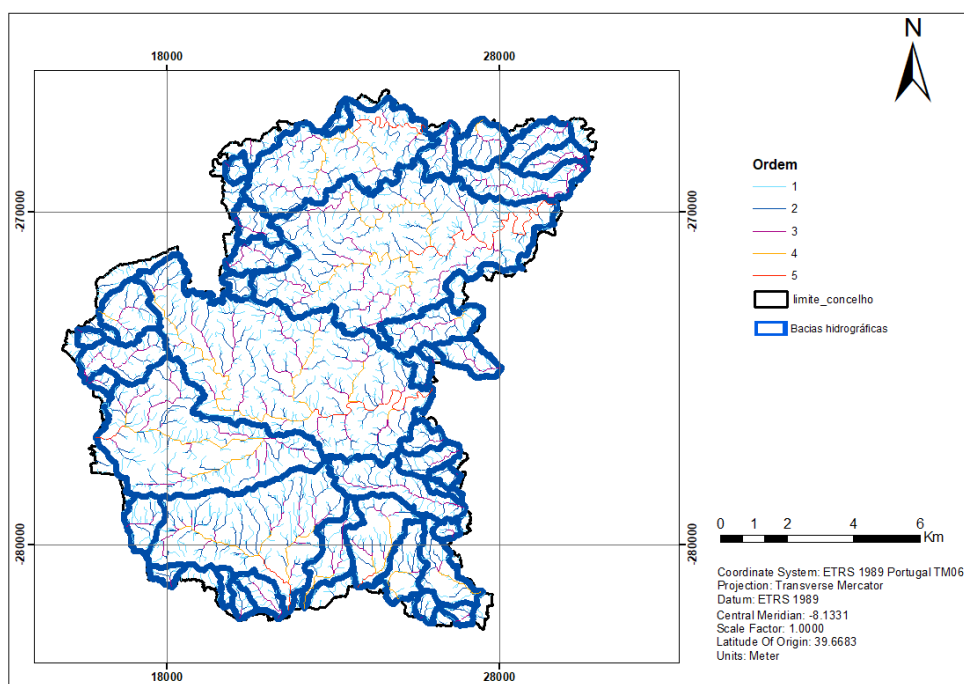 18000
28000
N
270000
270000
Ordem
1
2
3
4
5
limite_concelho
Bacias hidrográficas
280000
280000
0 1 2 4 6
Km
Coordinate System: ETRS 1989 Portugal TM06
Projection: Transverse Mercator
Datum: ETRS 1989
Central Meridian: -8.1331
Scale Factor: 1.0000
Latitude Of Origin: 39.6683
Units: Meter
18000
28000